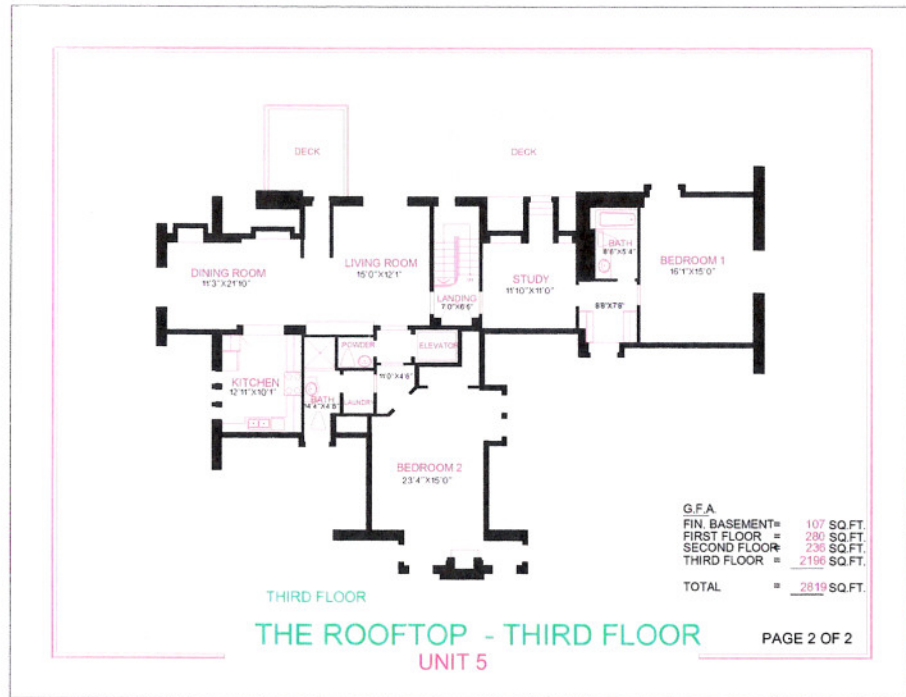 DECK
DECK
BATH
8'6"X5'4"
BEDROOM 1
16'1"X15'0"
LIVING ROOM
15'0"X12'1"
DINING ROOM
11'3"X21'10"
STUDY
11'10"X11'0"
LANDING
7'0"X6'6"
POWDER
ELEVATOR
KITCHEN
12'11"X10'1"
11'0"X4'6"
BATH
LAUNDRY
BEDROOM 2
23'4"X15'0"
G.F.A.
FIN. BASEMENT= 107 SQ.FT.
FIRST FLOOR = 280 SQ.FT.
SECOND FLOOR= 236 SQ.FT.
THIRD FLOOR = 2196 SQ.FT.
TOTAL = 2819 SQ.FT.
THIRD FLOOR
THE ROOFTOP - THIRD FLOOR
UNIT 5
PAGE 2 OF 2